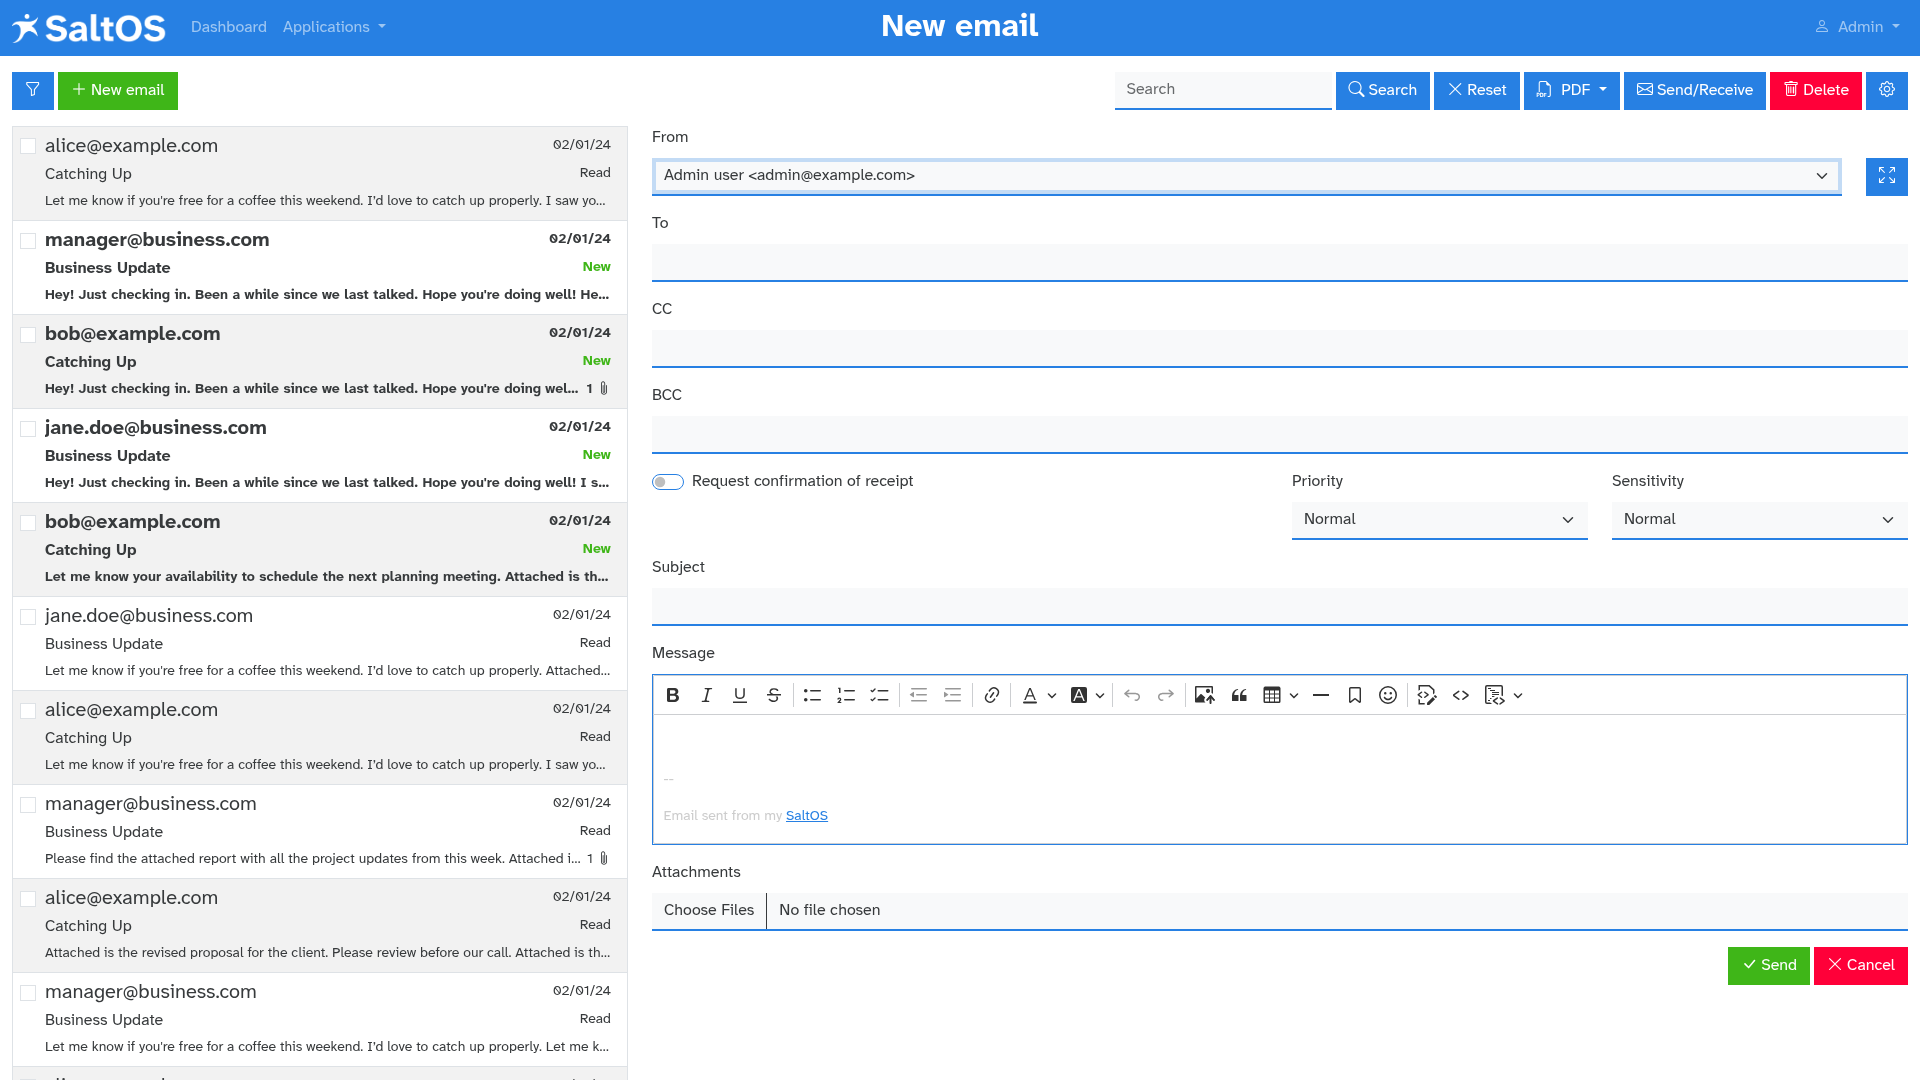 SaltOS
Dashboard
Applications
New email
Admin
New email
Search
Search
Reset
PDF
Send/Receive
Delete
alice@example.com
02/01/24
Catching Up
Read
Let me know if you're free for a coffee this weekend. I'd love to catch up properly. I saw yo...
manager@business.com
02/01/24
Business Update
New
Hey! Just checking in. Been a while since we last talked. Hope you're doing well! He...
bob@example.com
02/01/24
Catching Up
New
Hey! Just checking in. Been a while since we last talked. Hope you're doing wel... 1
jane.doe@business.com
02/01/24
Business Update
New
Hey! Just checking in. Been a while since we last talked. Hope you're doing well! I s...
bob@example.com
02/01/24
Catching Up
New
Let me know your availability to schedule the next planning meeting. Attached is th...
jane.doe@business.com
02/01/24
Business Update
Read
Let me know if you're free for a coffee this weekend. I'd love to catch up properly. Attached...
alice@example.com
02/01/24
Catching Up
Read
Let me know if you're free for a coffee this weekend. I'd love to catch up properly. I saw yo...
manager@business.com
02/01/24
Business Update
Read
Please find the attached report with all the project updates from this week. Attached i... 1
alice@example.com
02/01/24
Catching Up
Read
Attached is the revised proposal for the client. Please review before our call. Attached is th...
manager@business.com
02/01/24
Business Update
Read
Let me know if you're free for a coffee this weekend. I'd love to catch up properly. Let me k...
From
Admin user <admin@example.com>
To
CC
BCC
Request confirmation of receipt
Priority
Normal
Sensitivity
Normal
Subject
Message
--
Email sent from my SaltOS
Attachments
Choose Files
No file chosen
Send
Cancel